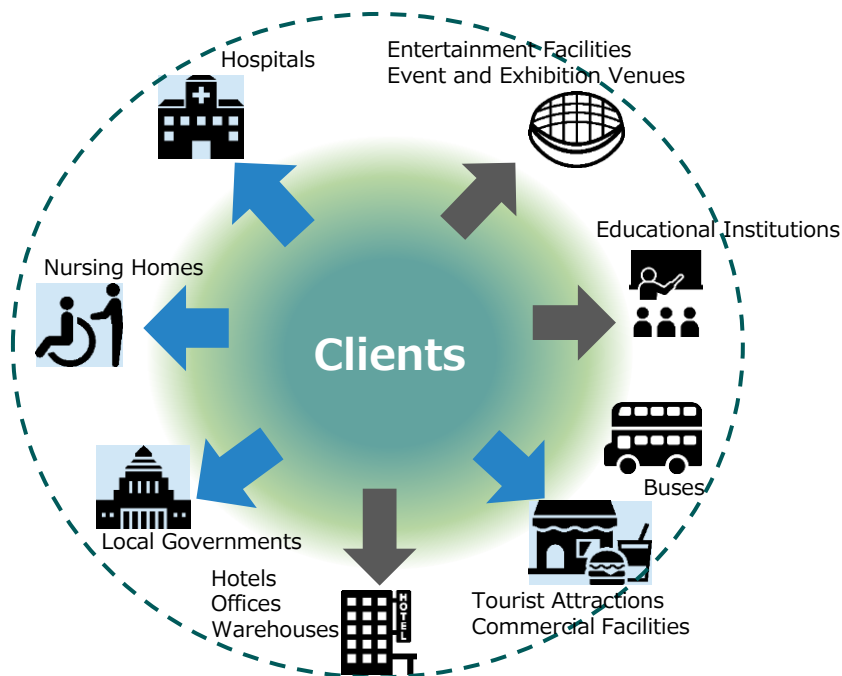 Hospitals
Entertainment Facilities
Event and Exhibition Venues
Educational Institutions
Nursing Homes
Clients
Buses
Local Governments
Hotels
Offices
Warehouses
HOTEL
Tourist Attractions
Commercial Facilities